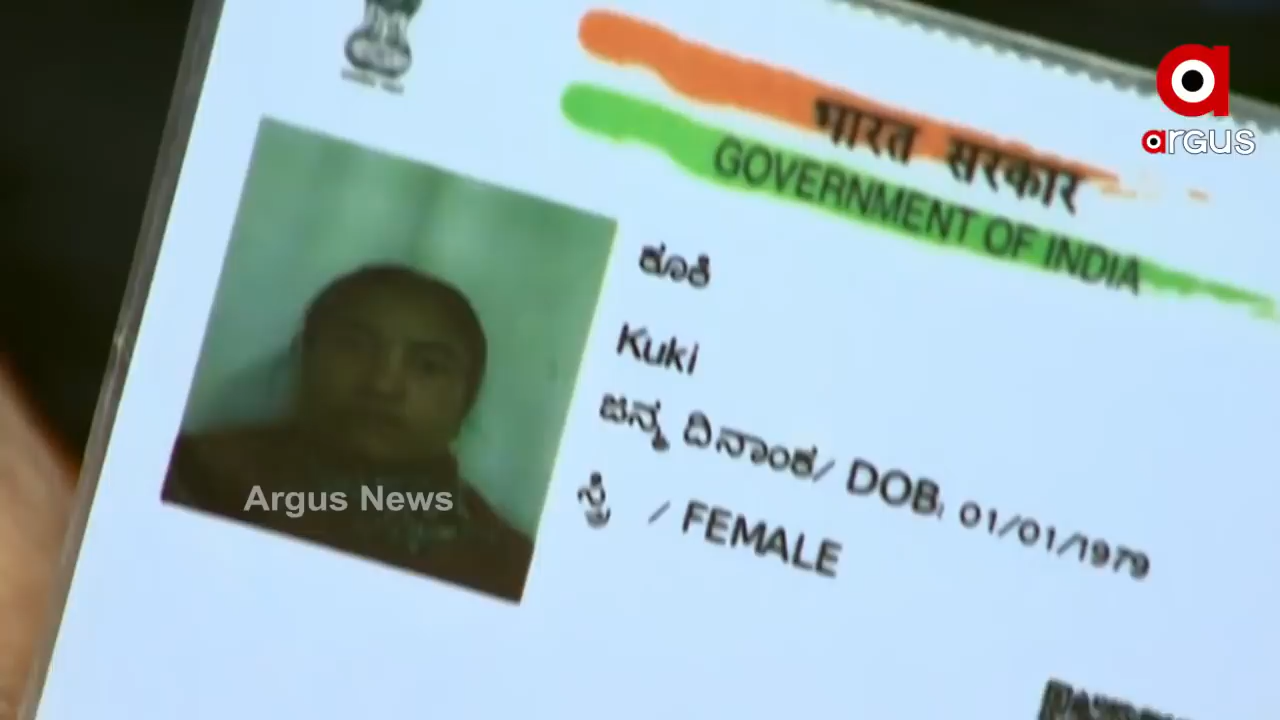 भारत सरकार
GOVERNMENT OF INDIA
argus
ಕೂಕಿ
Kuki
ಜನ್ಮ ದಿನಾಂಕ/ DOB: 01/01/1979
ಸ್ತ್ರೀ / FEMALE
Argus News